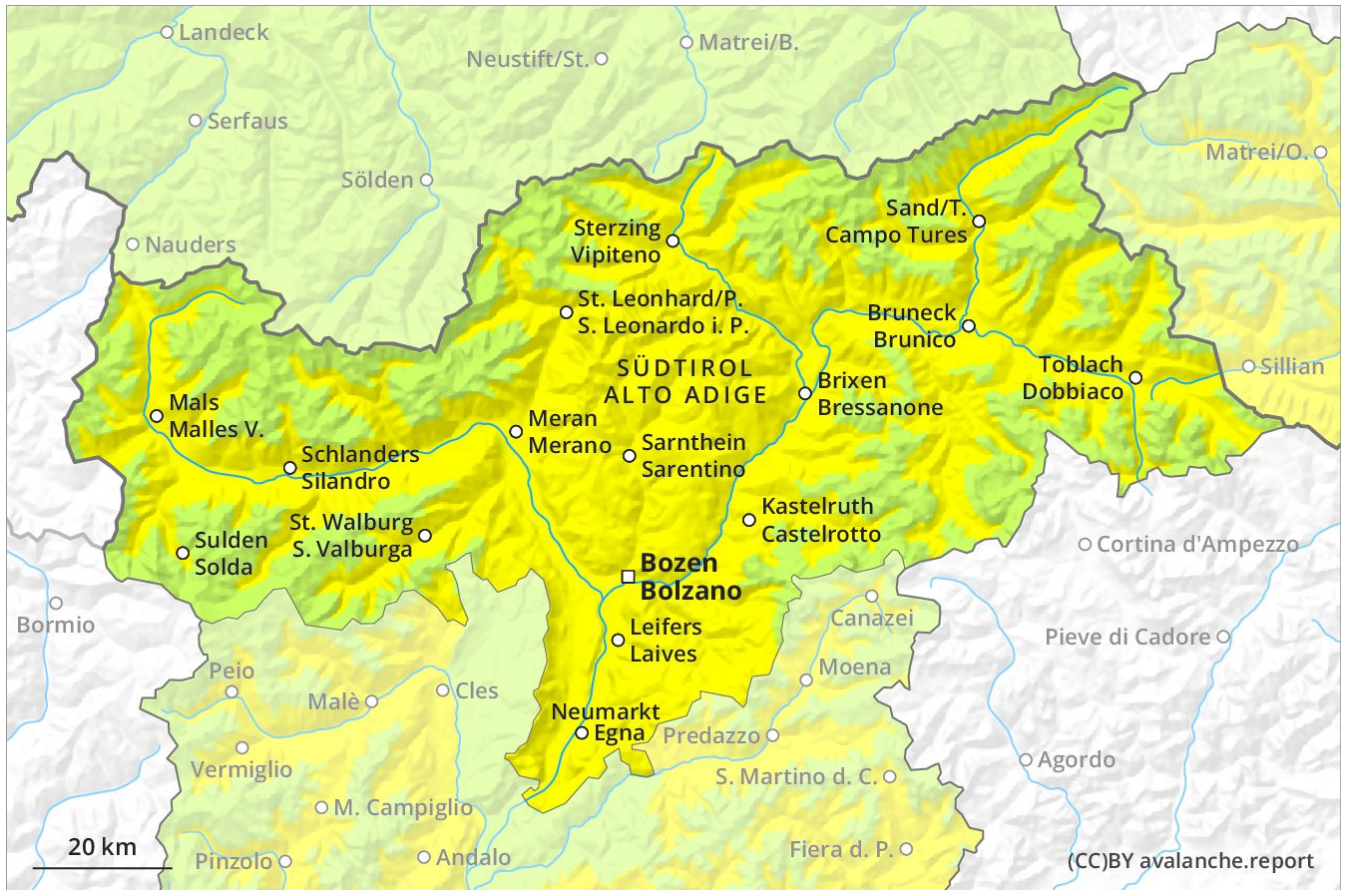 Landeck
Matrei/B.
Neustift/St.
Serfaus
Matrei/O.
Sölden
Sand/T.
Campo Tures
Sterzing
Vipiteno
Nauders
St. Leonhard/P.
S. Leonardo i. P.
Bruneck
Brunico
SÜDTIROL
ALTO ADIGE
Toblach
Dobbiaco
Sillian
Brixen
Bressanone
Mals
Malles V.
Meran
Merano
Sarnthein
Sarentino
Schlanders
Silandro
Kastelruth
Castelrotto
St. Walburg
S. Valburga
Sulden
Solda
Cortina d'Ampezzo
Bozen
Bolzano
Bormio
Canazei
Leifers
Laives
Pieve di Cadore
Peio
Moena
Malè
Cles
Neumarkt
Egna
Predazzo
Vermiglio
Agordo
S. Martino d. C.
M. Campiglio
20 km
Pinzolo
Andalo
Fiera d. P.
(CC)BY avalanche.report